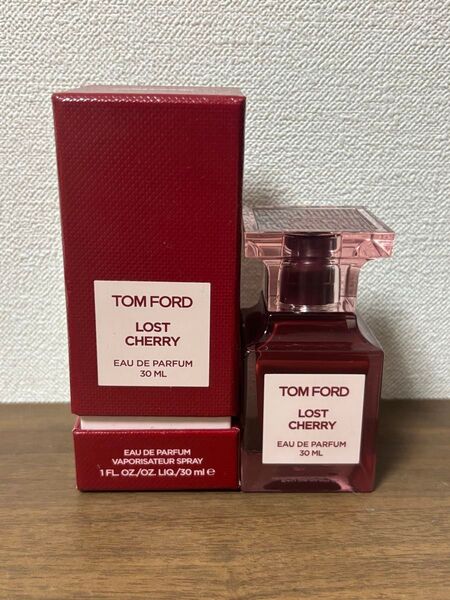 TOM FORD
LOST
CHERRY
EAU DE PARFUM
30 ML
EAU DE PARFUM
VAPORISATEUR SPRAY
1 FL. OZ./OZ. LIQ./30 ml e
TOM FORD
LOST
CHERRY
EAU DE PARFUM
30 ML